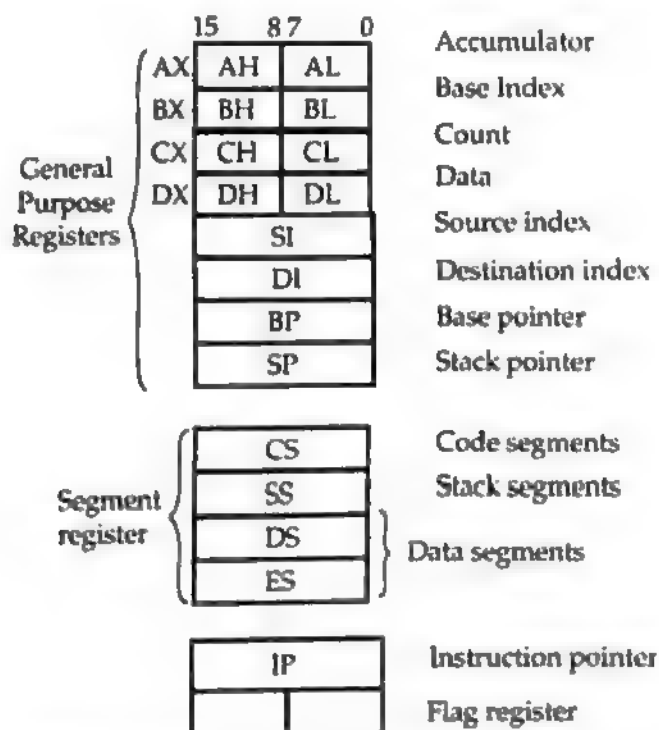 15 8 7 0
AX AH AL Accumulator
BX BH BL Base Index
CX CH CL Count
DX DH DL Data
General
Purpose
Registers
SI Source index
DI Destination index
BP Base pointer
SP Stack pointer
CS Code segments
SS Stack segments
Segment
register
DS
Data segments
ES
IP Instruction pointer
Flag register